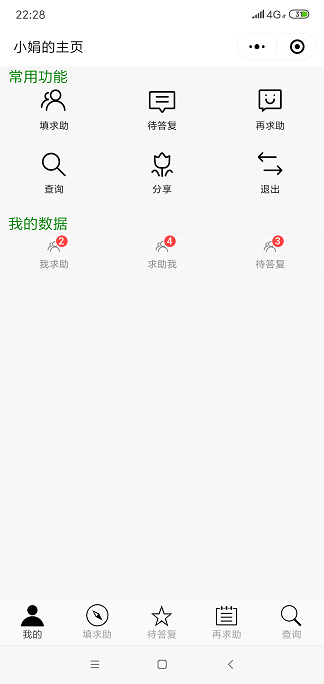 22:28 4G 31
小娟的主页
常用功能
填求助 待答复 再求助
查询 分享 退出
我的数据
2 4 3
我求助 求助我 待答复
我的 填求助 待答复 再求助 查询